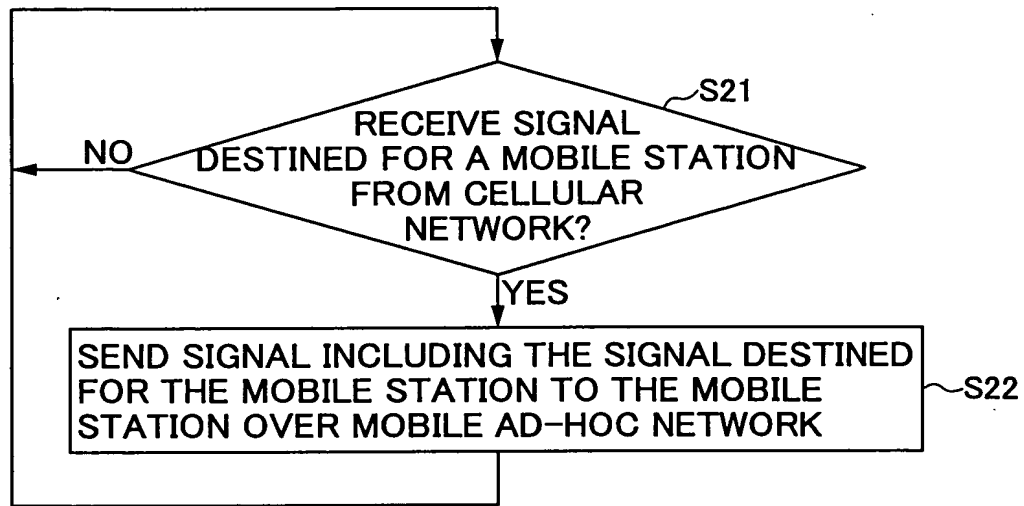 S21
RECEIVE SIGNAL
DESTINED FOR A MOBILE STATION
FROM CELLULAR
NETWORK?
NO
YES
SEND SIGNAL INCLUDING THE SIGNAL DESTINED
FOR THE MOBILE STATION TO THE MOBILE
STATION OVER MOBILE AD-HOC NETWORK
S22